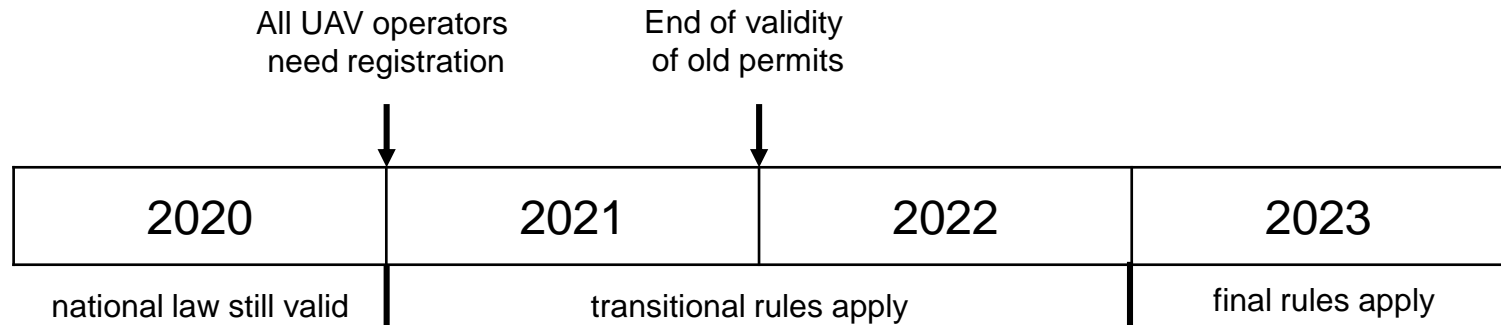 All UAV operators
need registration
End of validity
of old permits
2020
2021
2022
2023
national law still valid
transitional rules apply
final rules apply